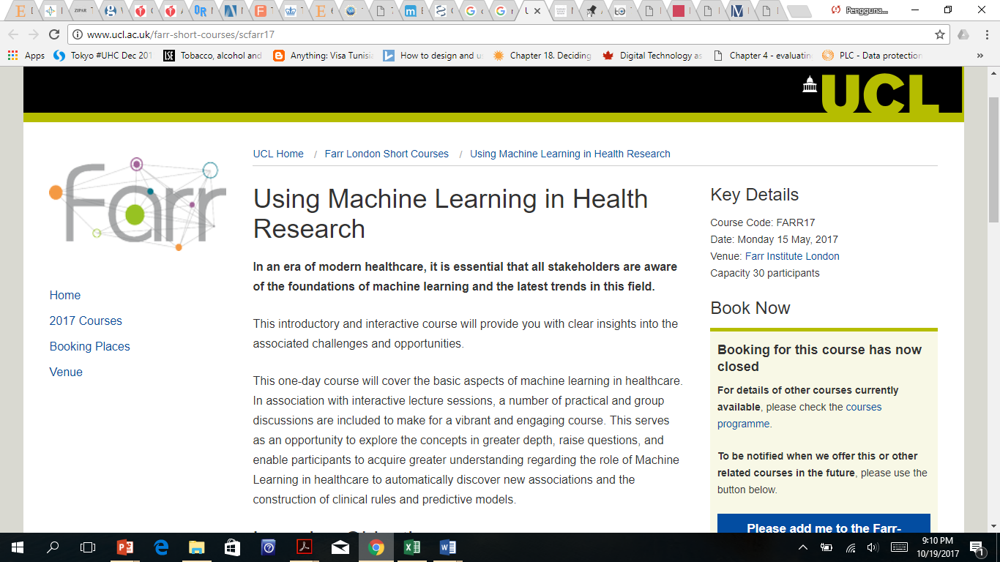 ZIPAR
Pengguna...
www.ucl.ac.uk/farr-short-courses/scfarr17
Apps
Tokyo #UHC Dec 201
LSE Tobacco, alcohol and
Anything: Visa Tunisia
How to design and us
Chapter 18. Deciding
Digital Technology as
Chapter 4 - evaluatin
PLC - Data protection
»
UCL
farr
UCL Home / Farr London Short Courses / Using Machine Learning in Health Research
Using Machine Learning in Health
Research
In an era of modern healthcare, it is essential that all stakeholders are aware
of the foundations of machine learning and the latest trends in this field.
This introductory and interactive course will provide you with clear insights into the
associated challenges and opportunities.
This one-day course will cover the basic aspects of machine learning in healthcare.
In association with interactive lecture sessions, a number of practical and group
discussions are included to make for a vibrant and engaging course. This serves
as an opportunity to explore the concepts in greater depth, raise questions, and
enable participants to acquire greater understanding regarding the role of Machine
Learning in healthcare to automatically discover new associations and the
construction of clinical rules and predictive models.
Home
2017 Courses
Booking Places
Venue
Key Details
Course Code: FARR17
Date: Monday 15 May, 2017
Venue: Farr Institute London
Capacity 30 participants
Book Now
Booking for this course has now
closed
For details of other courses currently
available, please check the courses
programme.
To be notified when we offer this or other
related courses in the future, please use the
button below.
Please add me to the Farr-
9:10 PM
10/19/2017